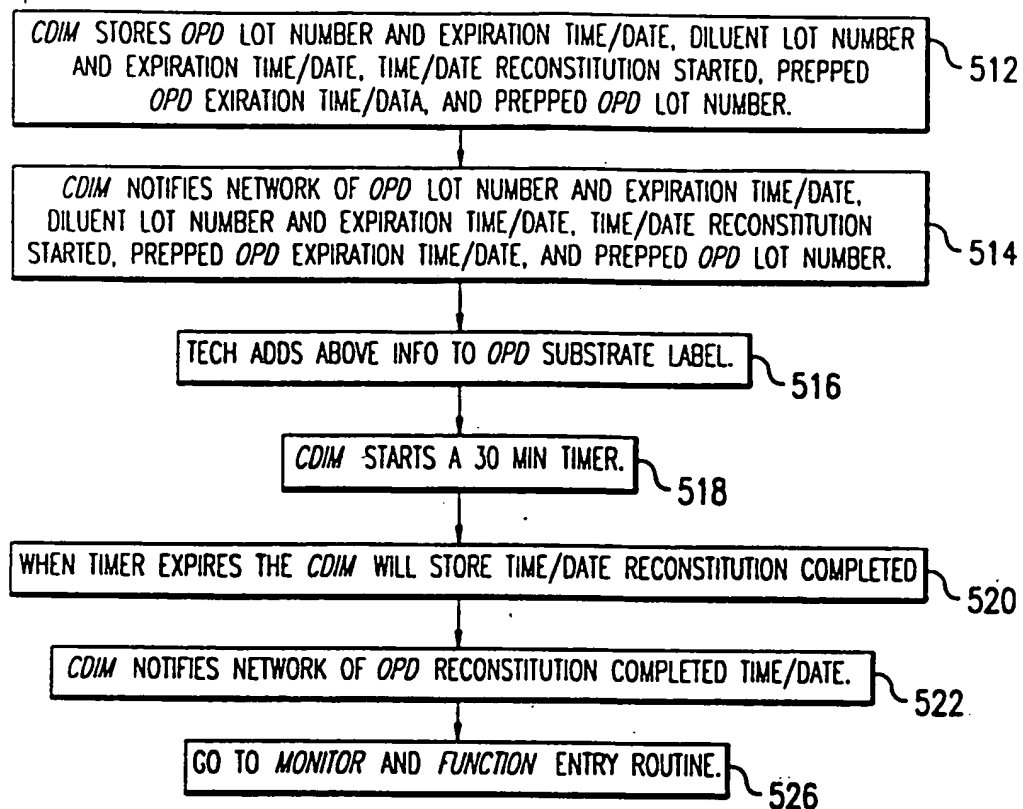 CDIM STORES OPD LOT NUMBER AND EXPIRATION TIME/DATE, DILUENT LOT NUMBER
AND EXPIRATION TIME/DATE, TIME/DATE RECONSTITUTION STARTED, PREPPED
OPD EXIRATION TIME/DATA, AND PREPPED OPD LOT NUMBER.
512
CDIM NOTIFIES NETWORK OF OPD LOT NUMBER AND EXPIRATION TIME/DATE,
DILUENT LOT NUMBER AND EXPIRATION TIME/DATE, TIME/DATE RECONSTITUTION
STARTED, PREPPED OPD EXPIRATION TIME/DATE, AND PREPPED OPD LOT NUMBER.
514
TECH ADDS ABOVE INFO TO OPD SUBSTRATE LABEL.
516
CDIM STARTS A 30 MIN TIMER.
518
WHEN TIMER EXPIRES THE CDIM WILL STORE TIME/DATE RECONSTITUTION COMPLETED
520
CDIM NOTIFIES NETWORK OF OPD RECONSTITUTION COMPLETED TIME/DATE.
522
GO TO MONITOR AND FUNCTION ENTRY ROUTINE.
526